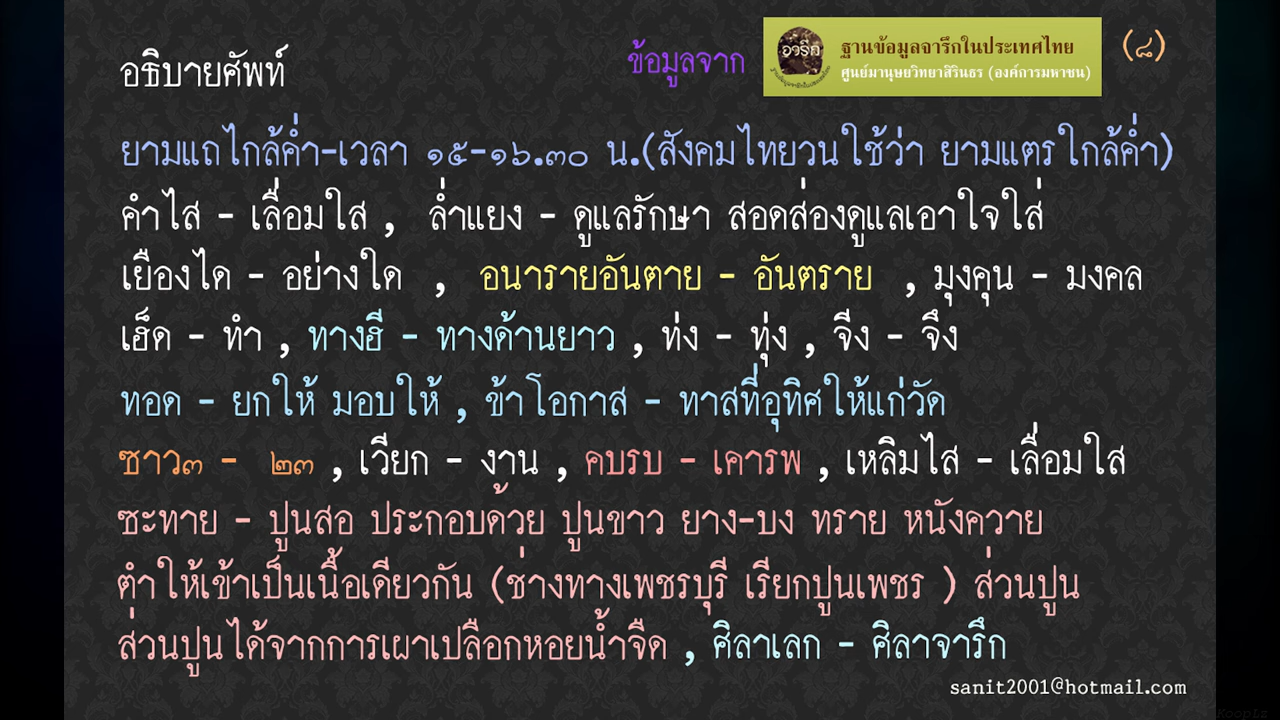 อธิบายศัพท์
ข้อมูลจาก
จารึก
ฐานข้อมูลจารึกในประเทศไทย
ศูนย์มานุษยวิทยาสิรินธร (องค์การมหาชน)
(๘)
ยามแถไกล้ค่ำ-เวลา ๑๕-๑๖.๓๐ น.(สังคมไทยวนใช้ว่า ยามแตรใกล้ค่ำ)
คำไส - เลื่อมใส , ล่ำแยง - ดูแลรักษา สอดส่องดูแลเอาใจใส่
เยืองได - อย่างใด , อนารายอันตาย - อันตราย , มุงคุน - มงคล
เฮ็ด - ทำ , ทางฮี - ทางด้านยาว , ท่ง - ทุ่ง , จีง - จึง
ทอด - ยกให้ มอบให้ , ข้าโอกาส - ทาสที่อุทิศให้แก่วัด
ซาว๓ - ๒๓ , เวียก - งาน , คบรบ - เคารพ , เหลิมไส - เลื่อมใส
ซะทาย - ปูนสอ ประกอบด้วย ปูนขาว ยาง-บง ทราย หนังควาย
ตำให้เข้าเป็นเนื้อเดียวกัน (ช่างทางเพชรบุรี เรียกปูนเพชร ) ส่วนปูน
ส่วนปูนได้จากการเผาเปลือกหอยน้ำจืด , ศิลาเลก - ศิลาจารึก
sanit2001@hotmail.com